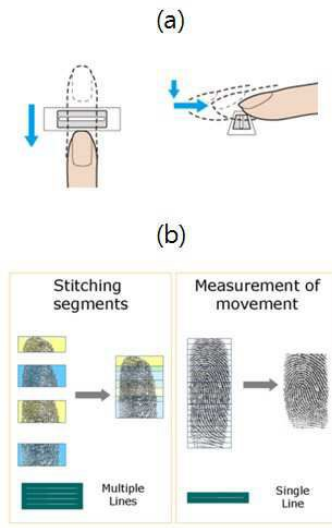 (a)
(b)
Stitching
segments
Measurement of
movement
Multiple
Lines
Single
Line